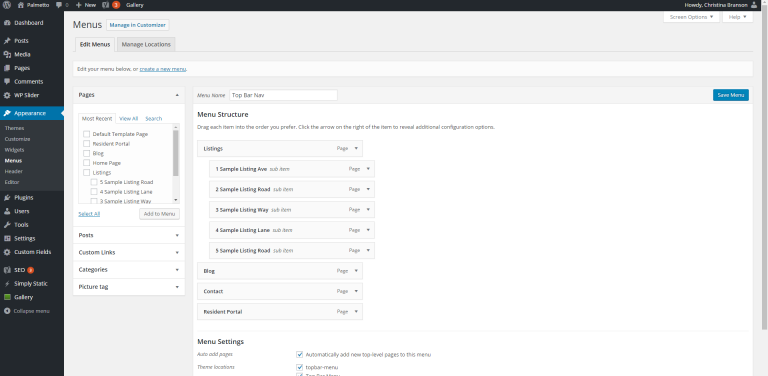 Palmetto 0 New 3 Gallery Howdy, Christina Branson
Dashboard
Posts
Media
Pages
Comments
WP Slider
Appearance
Themes
Customize
Widgets
Menus
Header
Editor
Plugins
Users
Tools
Settings
Custom Fields
SEO 3
Simply Static
Gallery
Collapse menu
Screen Options Help
Menus Manage in Customizer
Edit Menus Manage Locations
Edit your menu below, or create a new menu.
Pages
Most Recent View All Search
Default Template Page
Resident Portal
Blog
Home Page
Listings
5 Sample Listing Road
4 Sample Listing Lane
3 Sample Listing Way
Select All Add to Menu
Posts
Custom Links
Categories
Picture tag
Menu Name Top Bar Nav Save Menu
Menu Structure
Drag each item into the order you prefer. Click the arrow on the right of the item to reveal additional configuration options.
Listings Page
1 Sample Listing Ave sub item Page
2 Sample Listing Road sub item Page
3 Sample Listing Way sub item Page
4 Sample Listing Lane sub item Page
5 Sample Listing Road sub item Page
Blog Page
Contact Page
Resident Portal Page
Menu Settings
Auto add pages Automatically add new top-level pages to this menu
Theme locations topbar-menu